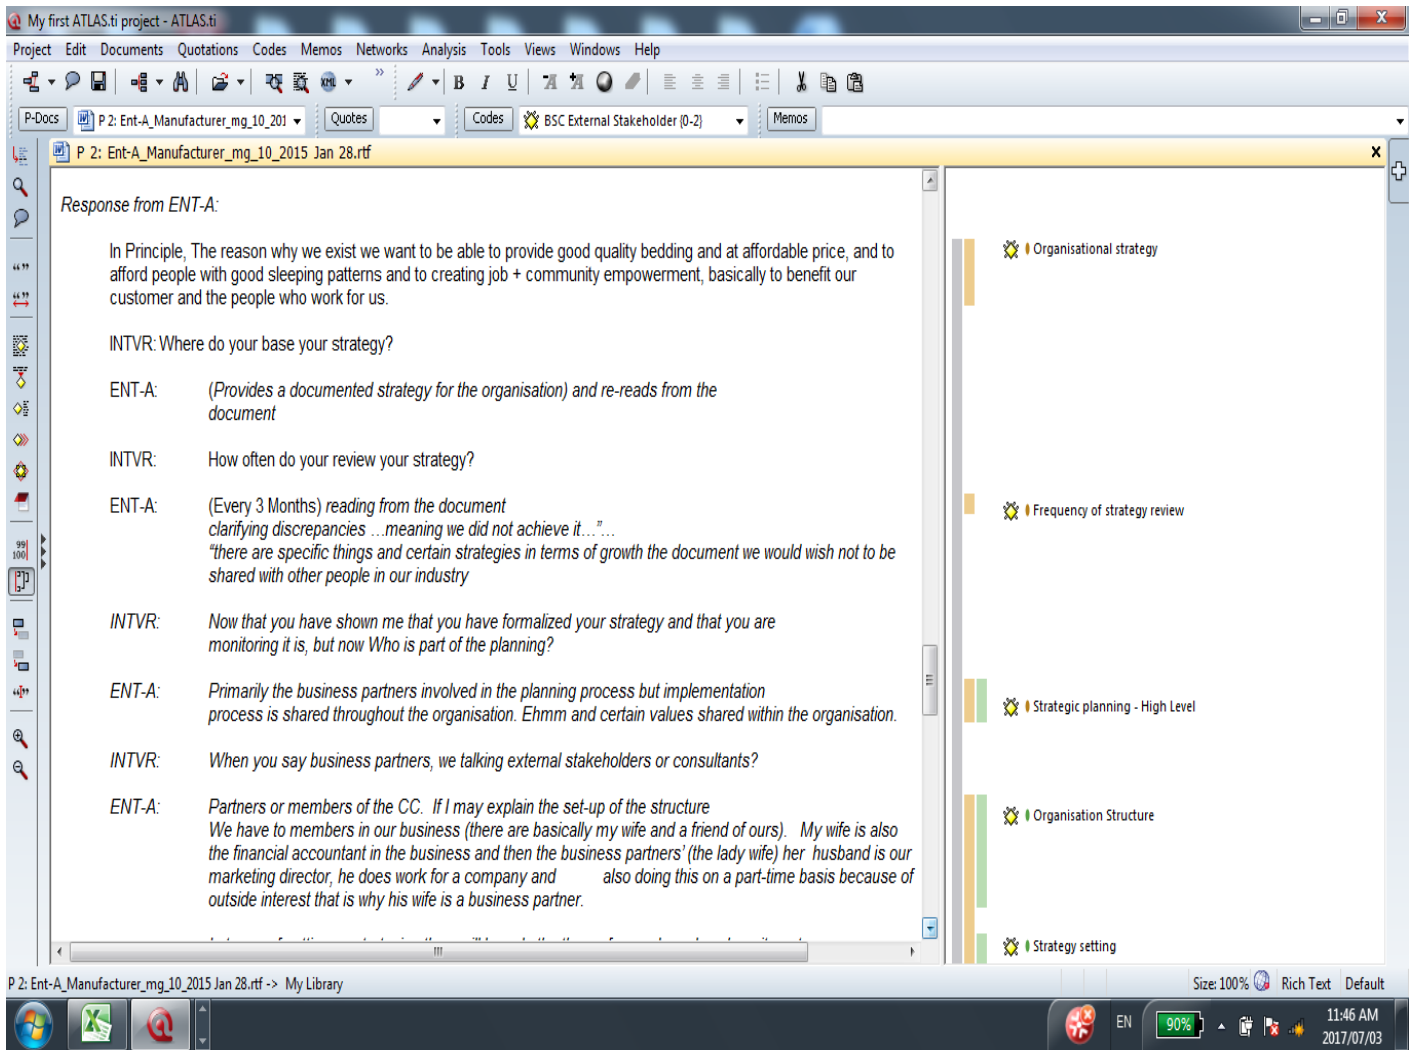 My first ATLAS.ti project - ATLAS.ti
Project Edit Documents Quotations Codes Memos Networks Analysis Tools Views Windows Help
B I U
P-Docs P 2: Ent-A_Manufacturer_mg_10_201 Quotes Codes BSC External Stakeholder {0-2} Memos
P 2: Ent-A_Manufacturer_mg_10_2015 Jan 28.rtf
Response from ENT-A:
In Principle, The reason why we exist we want to be able to provide good quality bedding and at affordable price, and to
afford people with good sleeping patterns and to creating job + community empowerment, basically to benefit our
customer and the people who work for us.
Organisational strategy
INTVR: Where do your base your strategy?
ENT-A: (Provides a documented strategy for the organisation) and re-reads from the
document
INTVR: How often do your review your strategy?
ENT-A: (Every 3 Months) reading from the document
clarifying discrepancies …meaning we did not achieve it…”…
“there are specific things and certain strategies in terms of growth the document we would wish not to be
shared with other people in our industry
Frequency of strategy review
INTVR: Now that you have shown me that you have formalized your strategy and that you are
monitoring it is, but now Who is part of the planning?
ENT-A: Primarily the business partners involved in the planning process but implementation
process is shared throughout the organisation. Ehmm and certain values shared within the organisation.
Strategic planning - High Level
INTVR: When you say business partners, we talking external stakeholders or consultants?
ENT-A: Partners or members of the CC. If I may explain the set-up of the structure
We have to members in our business (there are basically my wife and a friend of ours). My wife is also
the financial accountant in the business and then the business partners’ (the lady wife) her husband is our
marketing director, he does work for a company and also doing this on a part-time basis because of
outside interest that is why his wife is a business partner.
Organisation Structure
Strategy setting
P 2: Ent-A_Manufacturer_mg_10_2015 Jan 28.rtf -> My Library
Size: 100% Rich Text Default
EN 90% 11:46 AM
2017/07/03